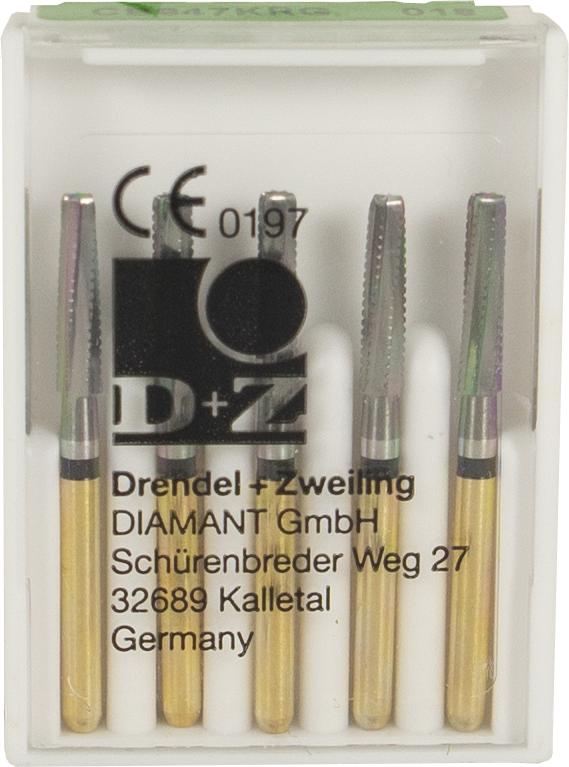 CE 0197
D+Z
Drendel + Zweiling
DIAMANT GmbH
Schürenbreder Weg 27
32689 Kalletal
Germany